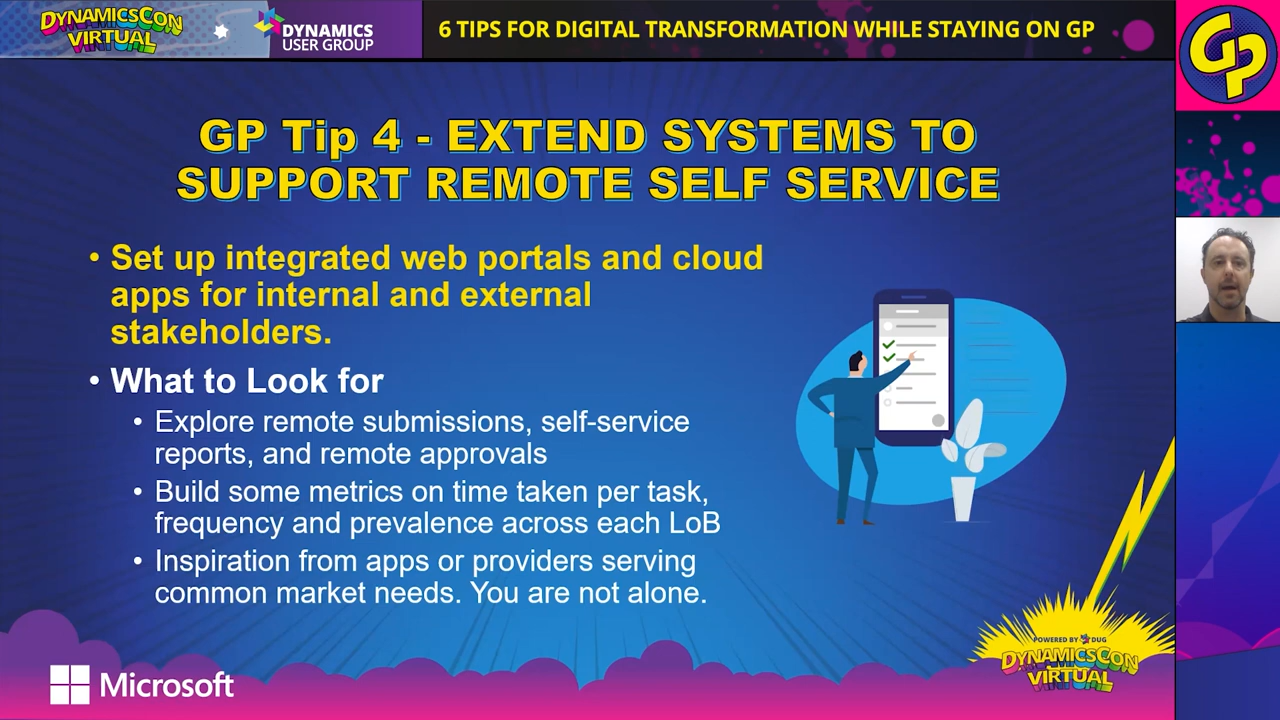 DYNAMICSCON
VIRTUAL
DYNAMICS
USER GROUP
6 TIPS FOR DIGITAL TRANSFORMATION WHILE STAYING ON GP
GP
GP Tip 4 - EXTEND SYSTEMS TO
SUPPORT REMOTE SELF SERVICE
• Set up integrated web portals and cloud
apps for internal and external
stakeholders.
• What to Look for
• Explore remote submissions, self-service
reports, and remote approvals
• Build some metrics on time taken per task,
frequency and prevalence across each LoB
• Inspiration from apps or providers serving
common market needs. You are not alone.
Microsoft
POWERED BY DUG
DYNAMICSCON
VIRTUAL